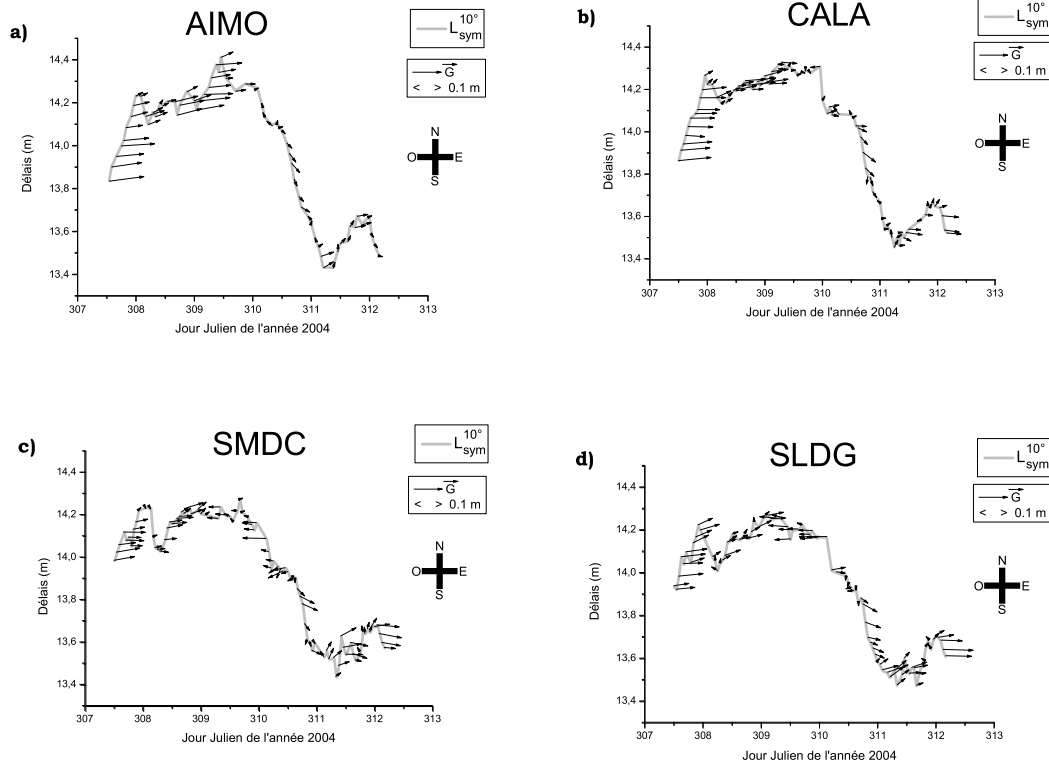 a)
AIMO
L 10° sym
G
< > 0.1 m
N
O E
S
Délais (m)
14,4
14,2
14,0
13,8
13,6
13,4
307 308 309 310 311 312 313
Jour Julien de l'année 2004
b)
CALA
L 10° sym
G
< > 0.1 m
N
O E
S
Délais (m)
14,4
14,2
14,0
13,8
13,6
13,4
307 308 309 310 311 312 313
Jour Julien de l'année 2004
c)
SMDC
L 10° sym
G
< > 0.1 m
N
O E
S
Délais (m)
14,4
14,2
14,0
13,8
13,6
13,4
307 308 309 310 311 312 313
Jour Julien de l'année 2004
d)
SLDG
L 10° sym
G
< > 0.1 m
N
O E
S
Délais (m)
14,4
14,2
14,0
13,8
13,6
13,4
307 308 309 310 311 312 313
Jour Julien de l'année 2004